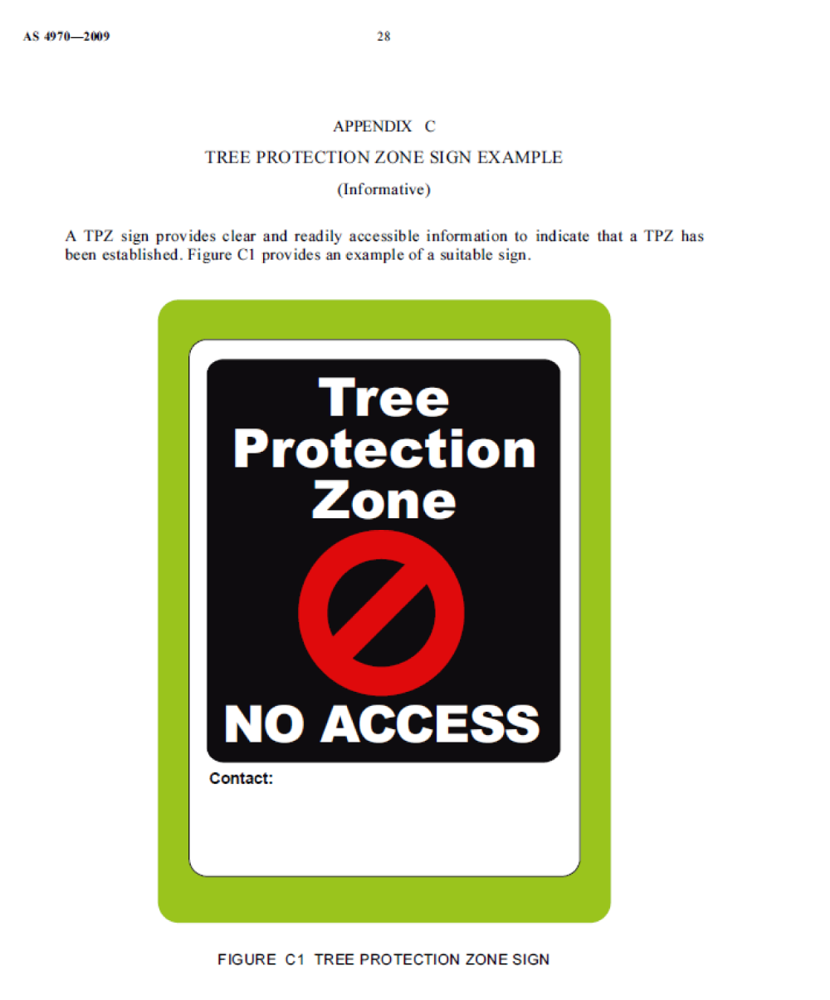 AS 4970—2009
28
APPENDIX C
TREE PROTECTION ZONE SIGN EXAMPLE
(Informative)
A TPZ sign provides clear and readily accessible information to indicate that a TPZ has
been established. Figure C1 provides an example of a suitable sign.
Tree
Protection
Zone
NO ACCESS
Contact:
FIGURE C1 TREE PROTECTION ZONE SIGN